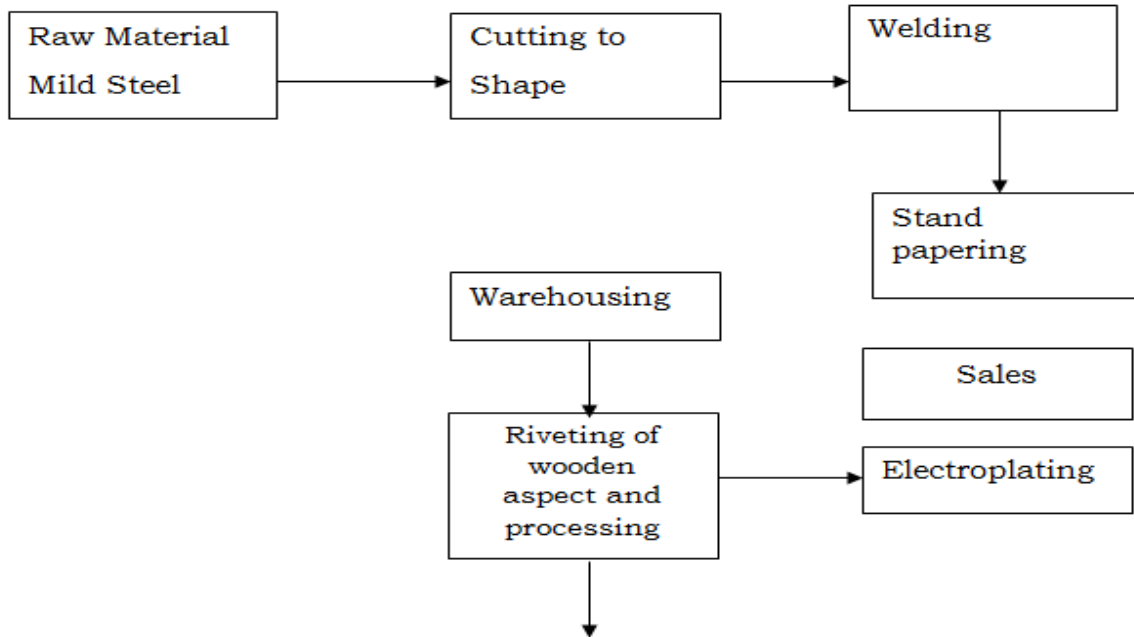 Raw Material
Mild Steel
Cutting to
Shape
Welding
Stand
papering
Warehousing
Sales
Riveting of
wooden
aspect and
processing
Electroplating